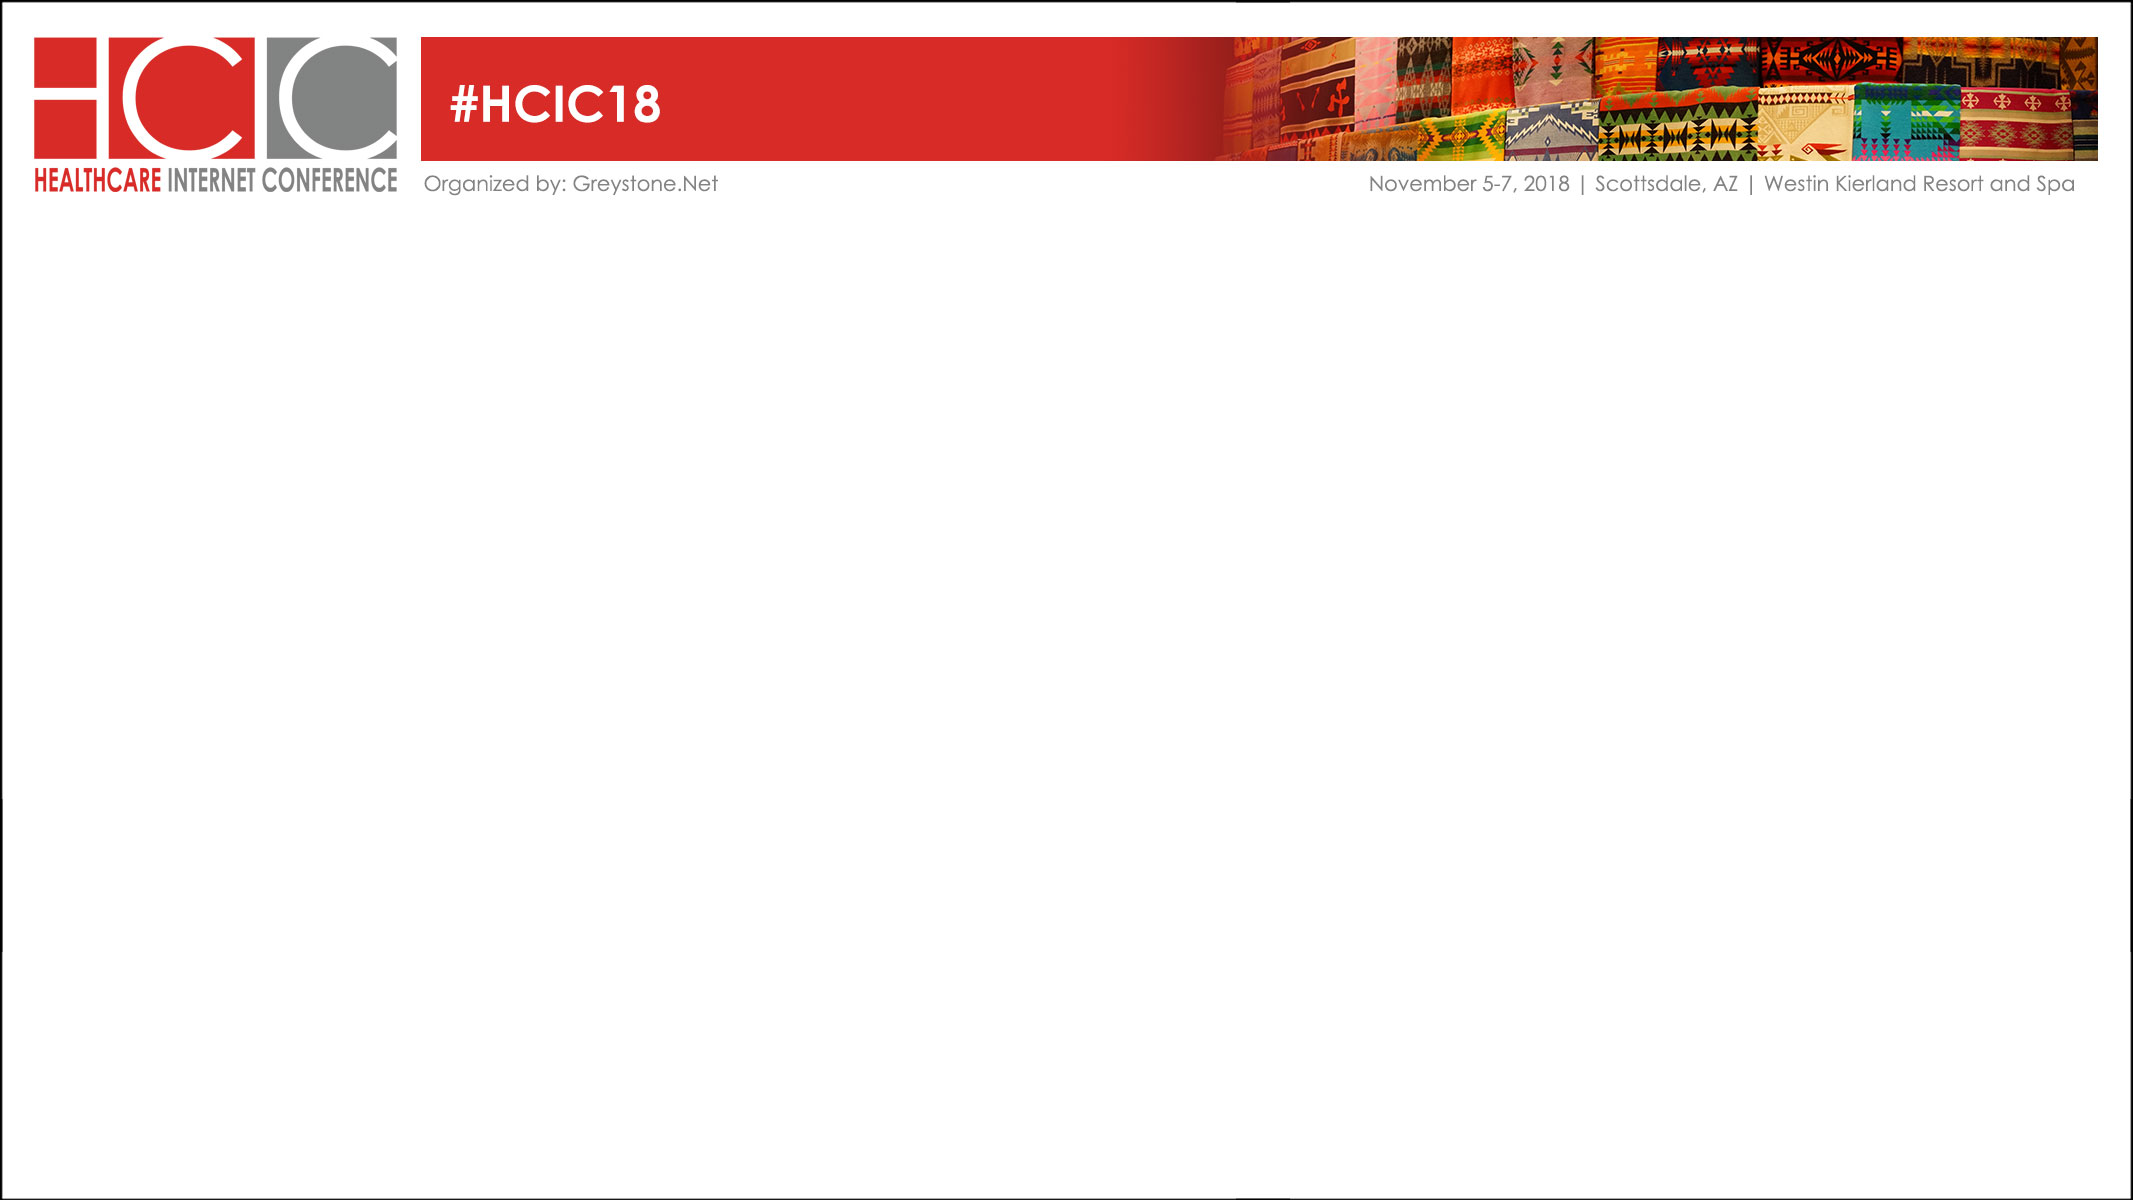 HCIC
HEALTHCARE INTERNET CONFERENCE
#HCIC18
Organized by: Greystone.Net
November 5-7, 2018 | Scottsdale, AZ | Westin Kierland Resort and Spa